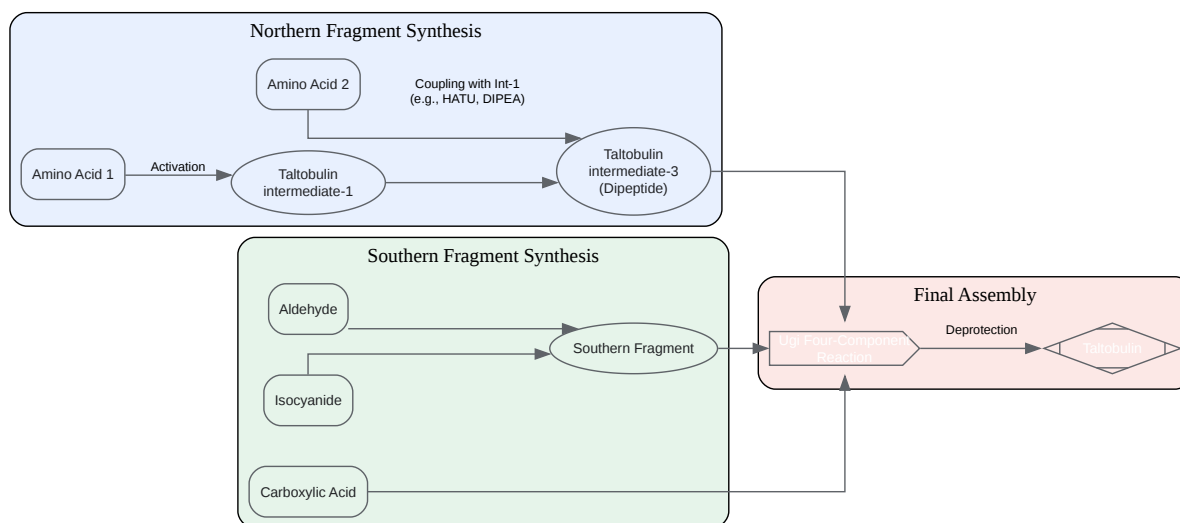 Northern Fragment Synthesis
Amino Acid 2
Coupling with Int-1
(e.g., HATU, DIPEA)
Amino Acid 1
Activation
Taltobulin
intermediate-1
Taltobulin
intermediate-3
(Dipeptide)
Southern Fragment Synthesis
Aldehyde
Southern Fragment
Isocyanide
Carboxylic Acid
Final Assembly
Ugi Four-Component
Reaction
Deprotection
Taltobulin